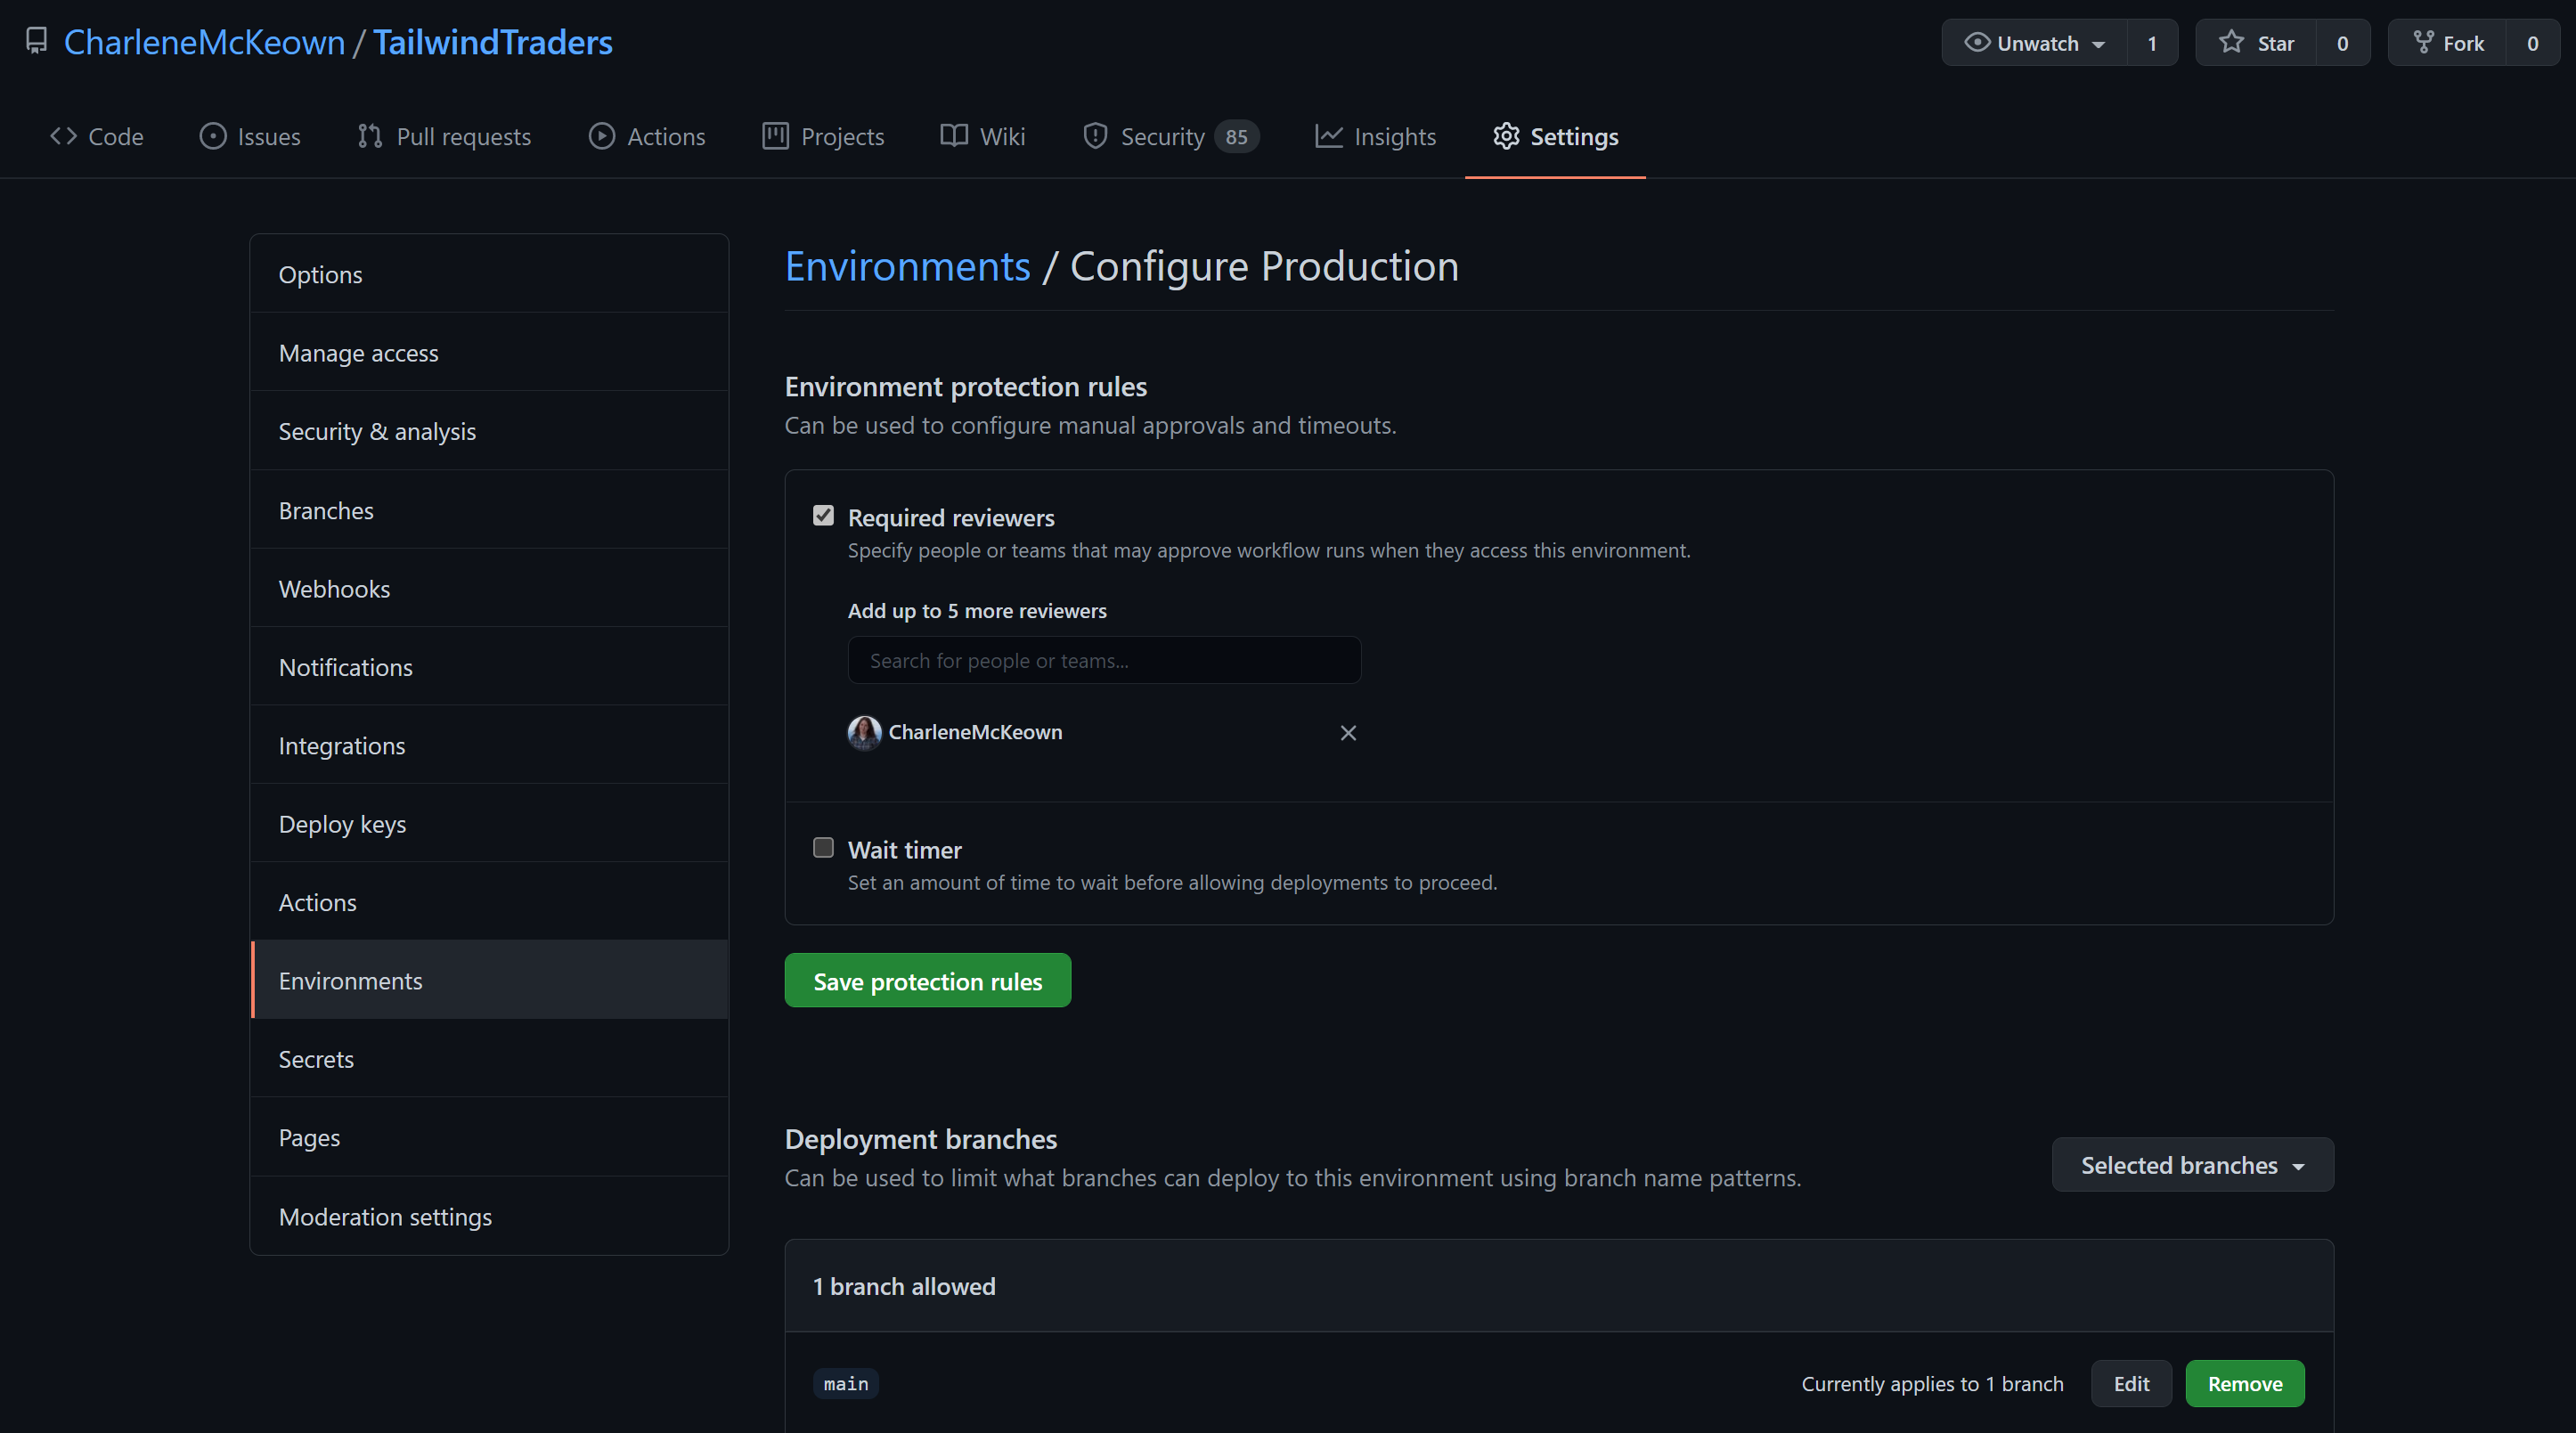 CharleneMcKeown / TailwindTraders
Unwatch 1
Star 0
Fork 0
Code
Issues
Pull requests
Actions
Projects
Wiki
Security 85
Insights
Settings
Options
Manage access
Security & analysis
Branches
Webhooks
Notifications
Integrations
Deploy keys
Actions
Environments
Secrets
Pages
Moderation settings
Environments / Configure Production
Environment protection rules
Can be used to configure manual approvals and timeouts.
Required reviewers
Specify people or teams that may approve workflow runs when they access this environment.
Add up to 5 more reviewers
Search for people or teams...
CharleneMcKeown
Wait timer
Set an amount of time to wait before allowing deployments to proceed.
Save protection rules
Deployment branches
Can be used to limit what branches can deploy to this environment using branch name patterns.
Selected branches
1 branch allowed
main
Currently applies to 1 branch
Edit
Remove